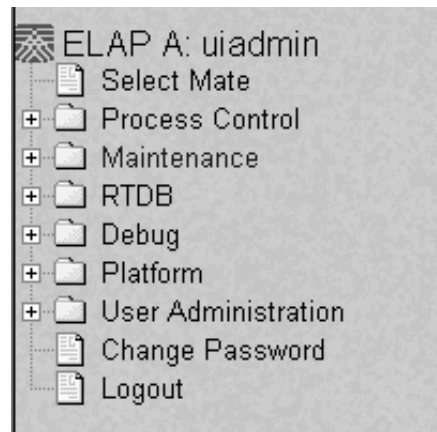 ELAP A: uiadmin
Select Mate
Process Control
Maintenance
RTDB
Debug
Platform
User Administration
Change Password
Logout